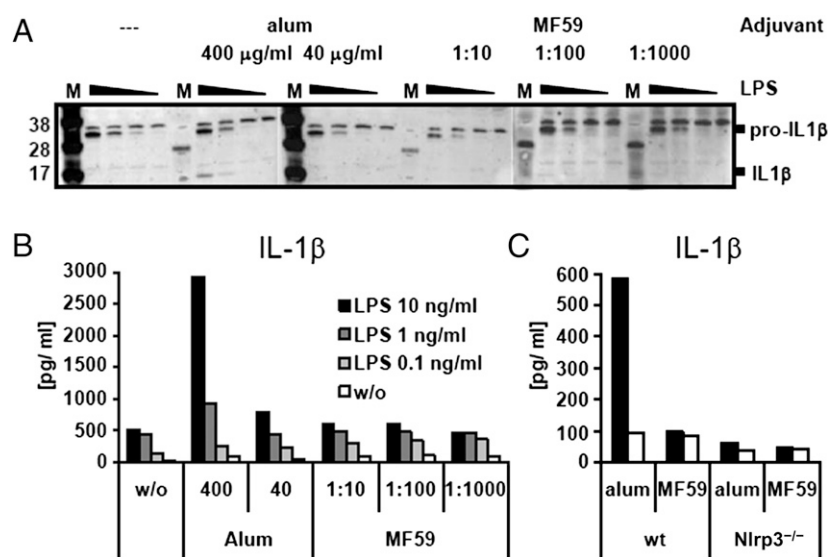 A
--- alum MF59 Adjuvant
400 μg/ml 40 μg/ml 1:10 1:100 1:1000
M M M M M M LPS
38 pro-IL1β
28
17 IL1β
B IL-1β
[pg/ ml]
3000
2500
2000
1500
1000
500
0
LPS 10 ng/ml
LPS 1 ng/ml
LPS 0.1 ng/ml
w/o
w/o 400 40 1:10 1:100 1:1000
Alum MF59
C IL-1β
[pg/ ml]
600
500
400
300
200
100
0
alum MF59 alum MF59
wt Nlrp3⁻/⁻